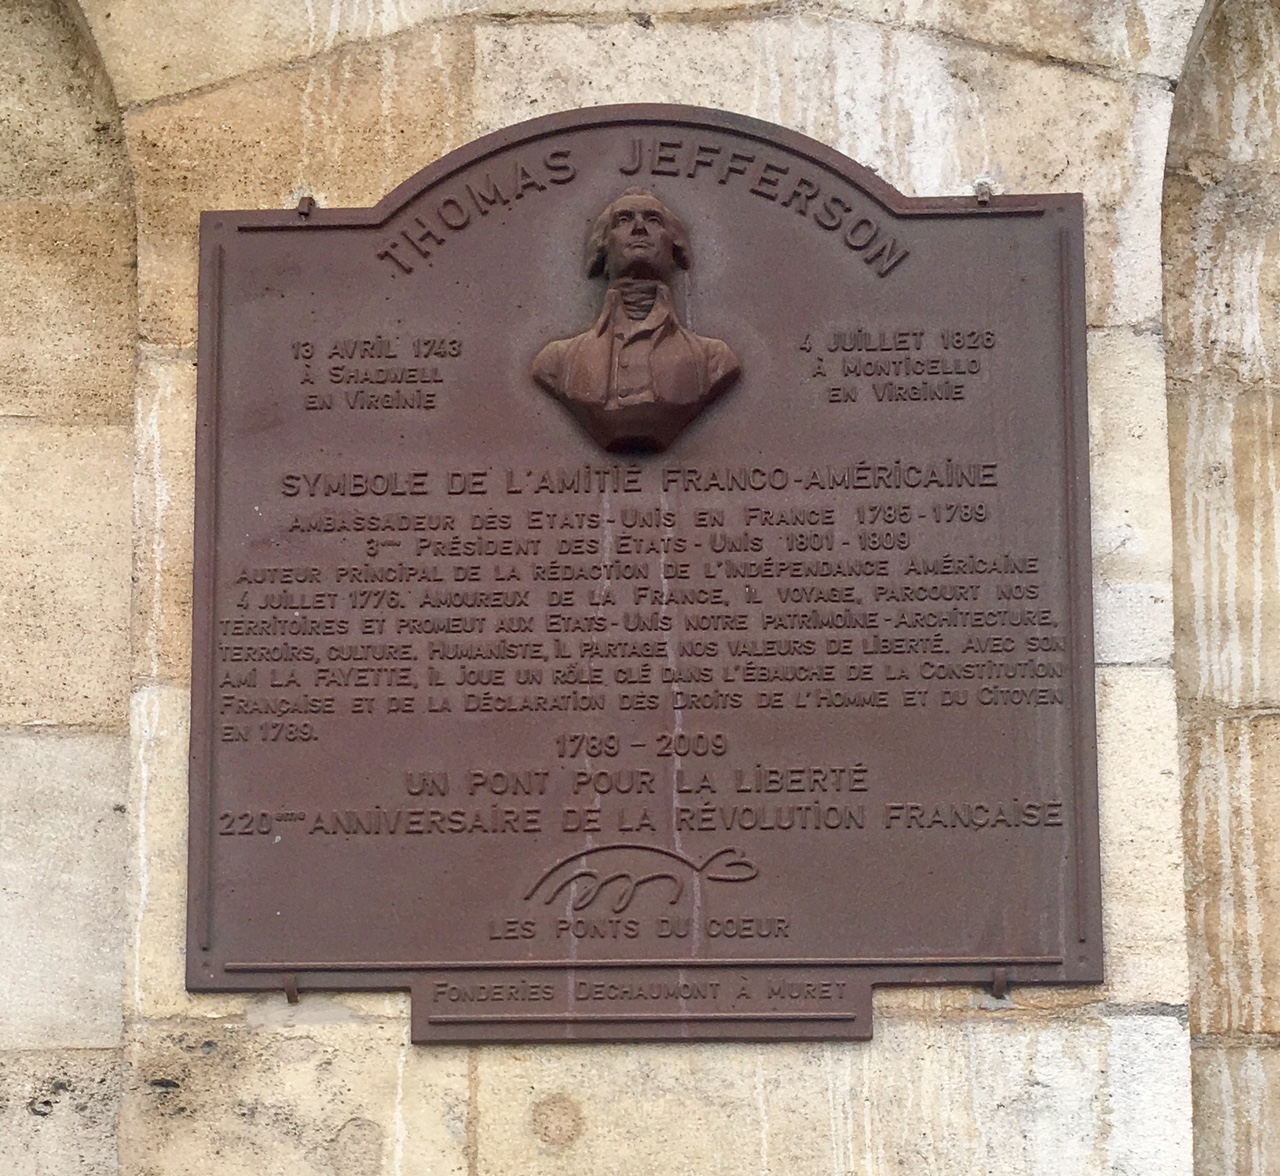 THOMAS JEFFERSON
13 AVRIL 1743
À SHADWELL
EN VIRGINIE
4 JUILLET 1826
À MONTICELLO
EN VIRGINIE
SYMBOLE DE L'AMITIÉ FRANCO-AMÉRICAINE
AMBASSADEUR DES ETATS-UNIS EN FRANCE 1785-1789
3ème PRÉSIDENT DES ETATS-UNIS 1801-1809
AUTEUR PRINCIPAL DE LA RÉDACTION DE L'INDÉPENDANCE AMÉRICAINE
4 JUILLET 1776. AMOUREUX DE LA FRANCE, IL VOYAGE, PARCOURT NOS
TERRITOIRES ET PROMEUT AUX ETATS-UNIS NOTRE PATRIMOINE-ARCHITECTURE,
TERROIRS, CULTURE, HUMANISTE, IL PARTAGE NOS VALEURS DE LIBERTÉ. AVEC SON
AMI LA FAYETTE, IL JOUE UN RÔLE CLÉ DANS L'ÉBAUCHE DE LA CONSTITUTION
FRANÇAISE ET DE LA DÉCLARATION DES DROITS DE L'HOMME ET DU CITOYEN
EN 1789.
1789 - 2009
UN PONT POUR LA LIBERTÉ
220ème ANNIVERSAIRE DE LA RÉVOLUTION FRANÇAISE
LES PONTS DU COEUR
FONDERIES DECHAUMONT À MURET